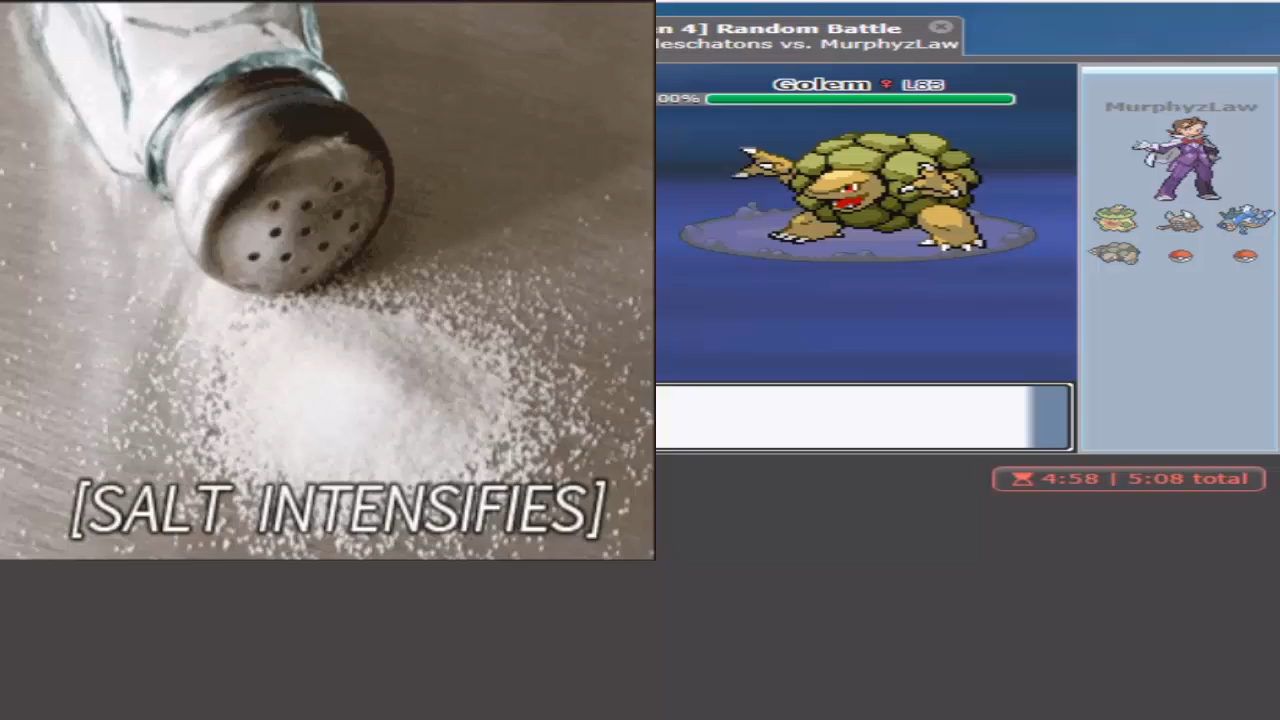 n 4] Random Battle
leschatons vs. MurphyzLaw
Golem ♀ L83
00%
MurphyzLaw
[SALT INTENSIFIES]
4:58 | 5:08 total